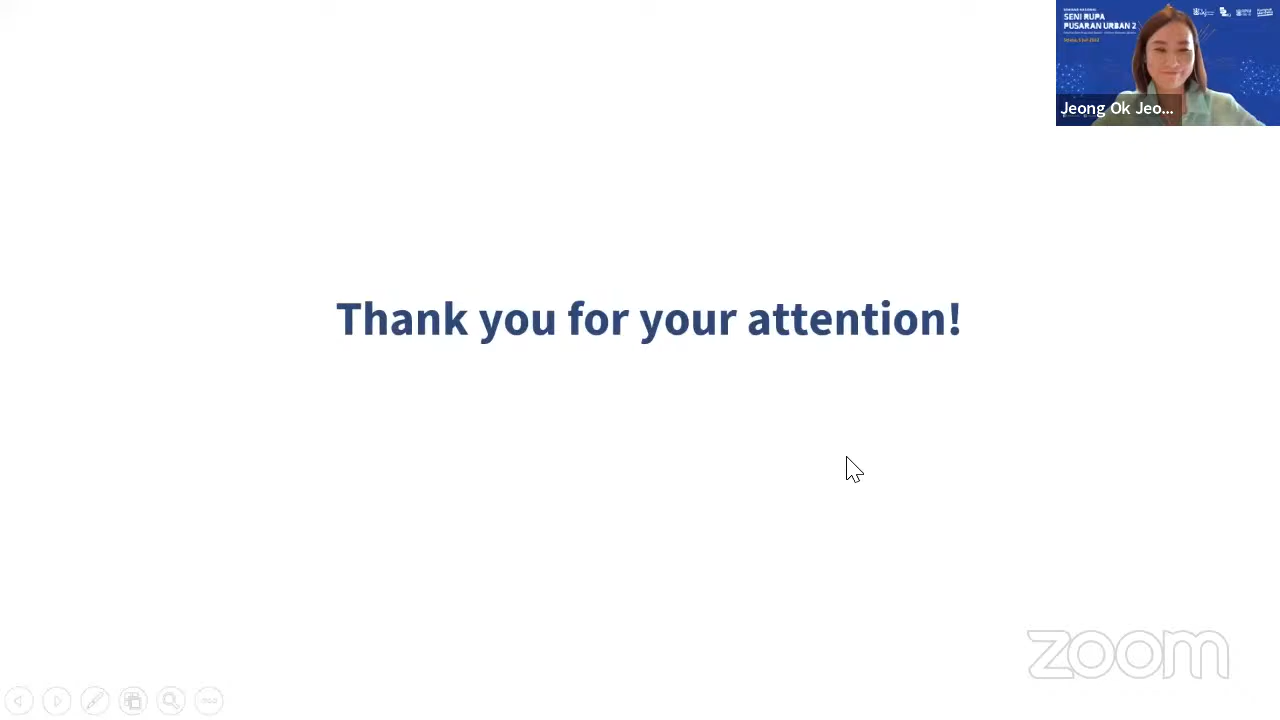 SENI RUPA
PUSARAN URBAN 2
Jeong Ok Jeo...
Thank you for your attention!
zoom